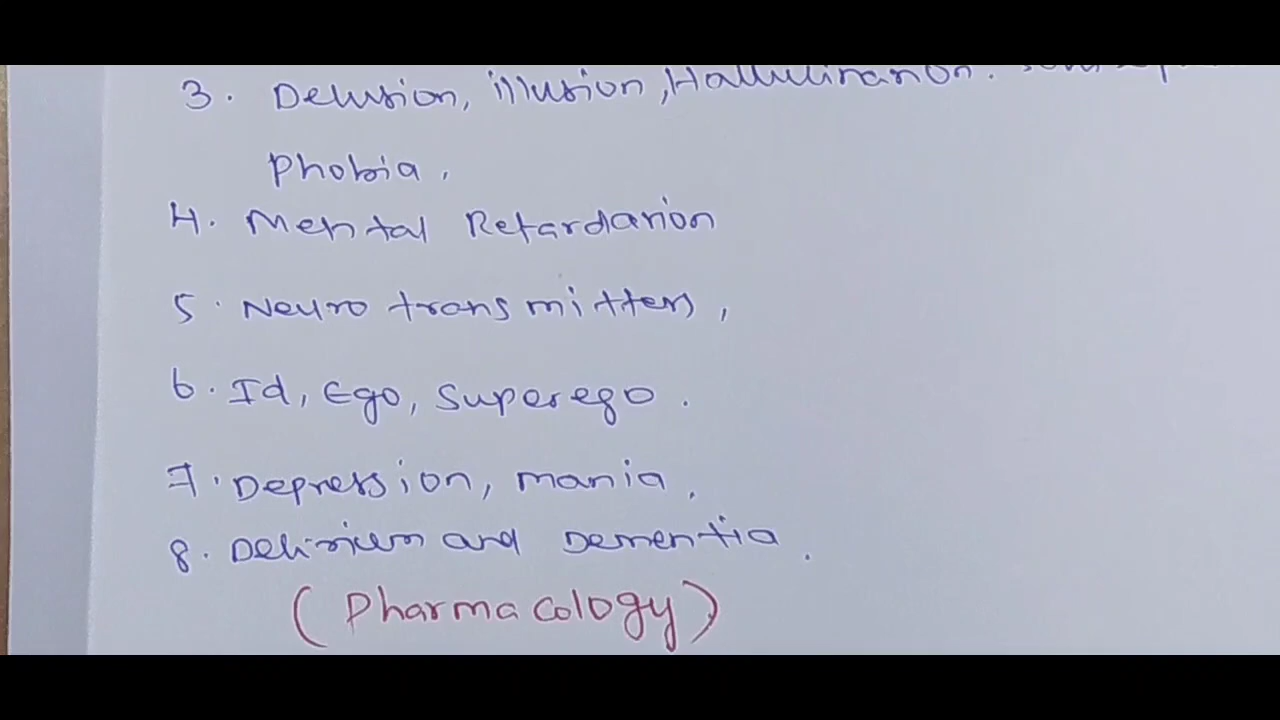 3. Delusion, illusion, Hallulination.
Phobia,
4. Mental Retardation
5. Neuro transmitters,
6. Id, Ego, Superego.
7. Depression, mania,
8. Delirium and Dementia.
(Pharmacology)